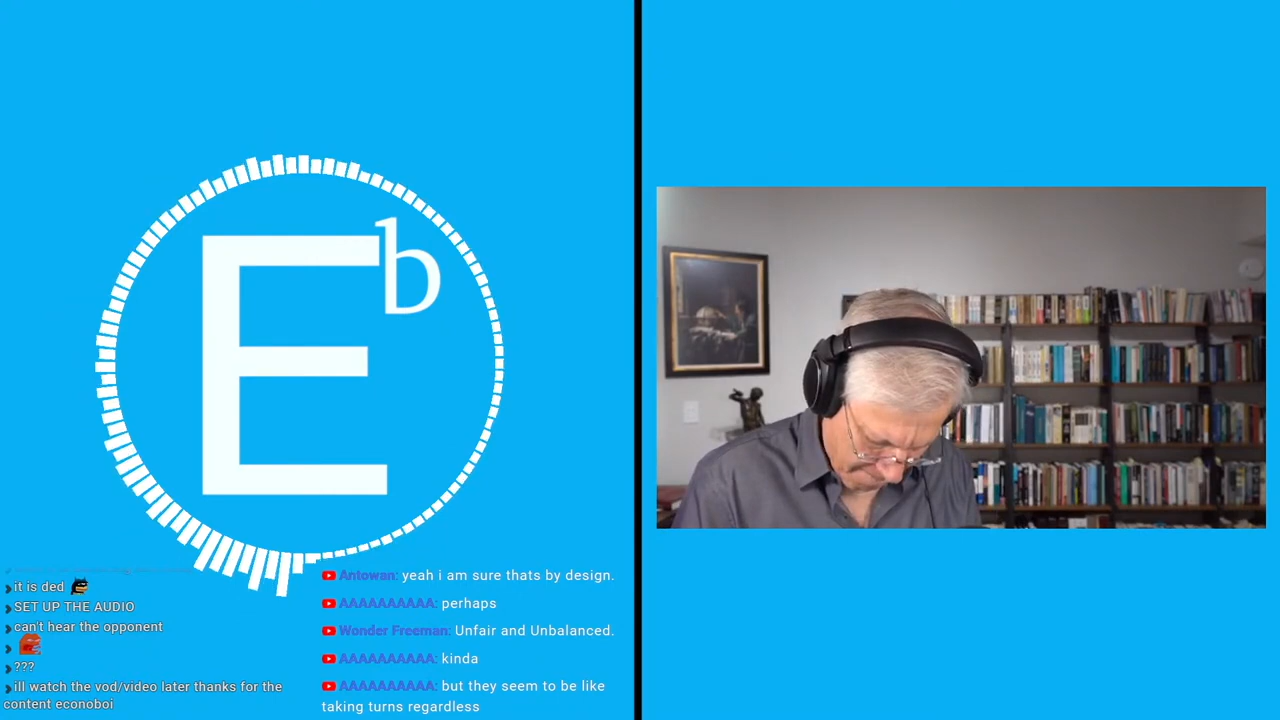 Eb
it is ded
SET UP THE AUDIO
can't hear the opponent
???
ill watch the vod/video later thanks for the
content econoboi
Antowan: yeah i am sure thats by design.
AAAAAAAAAA: perhaps
Wonder Freeman: Unfair and Unbalanced.
AAAAAAAAAA: kinda
AAAAAAAAAA: but they seem to be like
taking turns regardless